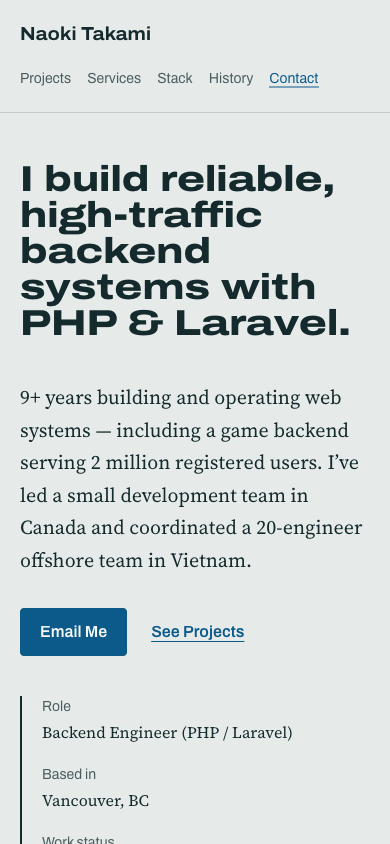 Naoki Takami
Projects Services Stack History Contact
I build reliable,
high-traffic
backend
systems with
PHP & Laravel.
9+ years building and operating web
systems — including a game backend
serving 2 million registered users. I’ve
led a small development team in
Canada and coordinated a 20-engineer
offshore team in Vietnam.
Email Me See Projects
Role
Backend Engineer (PHP / Laravel)
Based in
Vancouver, BC
Work status